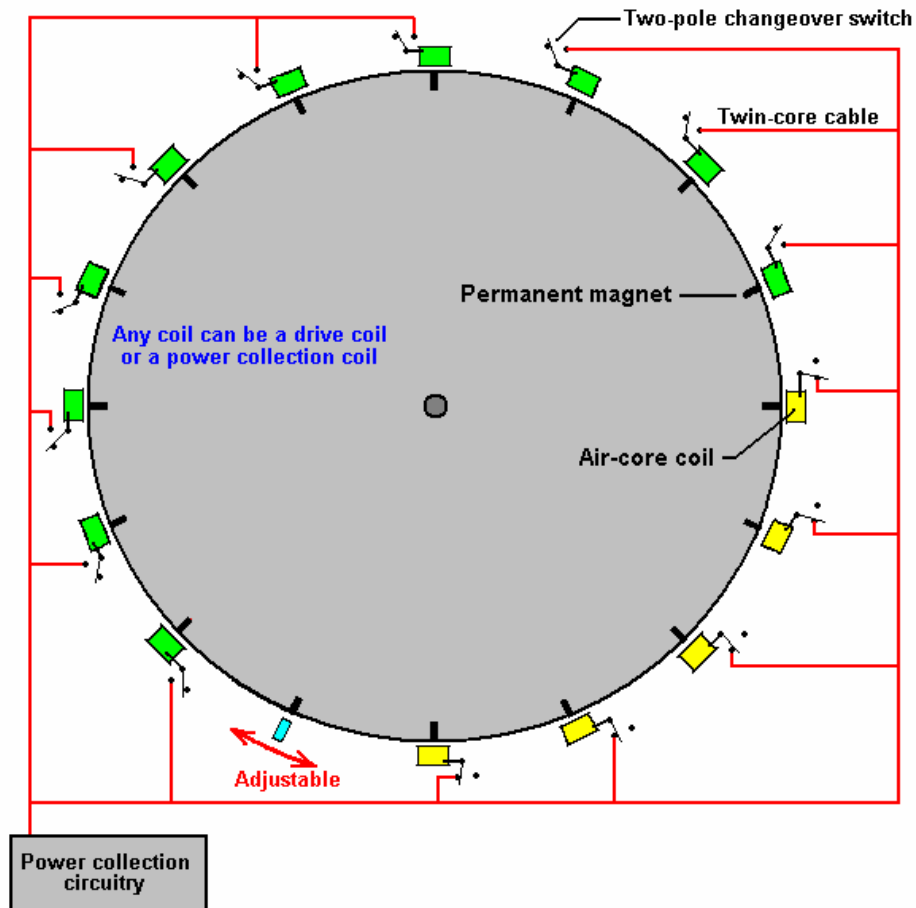 Two-pole changeover switch
Twin-core cable
Permanent magnet
Any coil can be a drive coil
or a power collection coil
Air-core coil
Adjustable
Power collection
circuitry